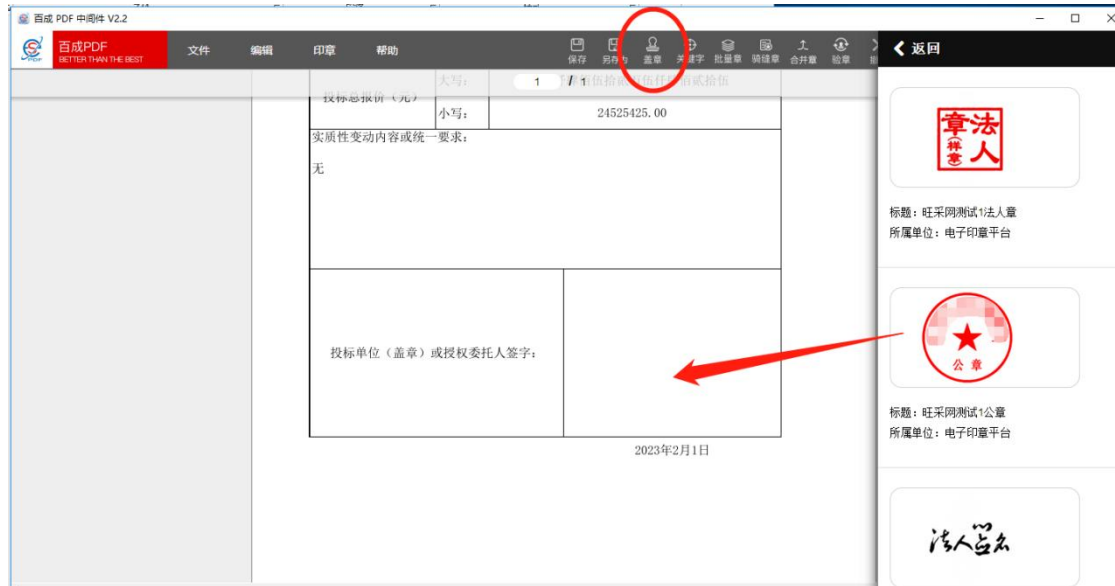 百成 PDF 中间件 V2.2
百成PDF
BETTER THAN THE BEST
文件 编辑 印章 帮助
保存 另存为 盖章 关键字 批量章 骑缝章 合并章 验章
返回
1 / 1
大写：
投标总报价（元）
小写： 24525425.00
实质性变动内容或统一要求：
无
投标单位（盖章）或授权委托人签字：
2023年2月1日
法人章（样章）
标题：旺采网测试1法人章
所属单位：电子印章平台
公章
标题：旺采网测试1公章
所属单位：电子印章平台
法人签名